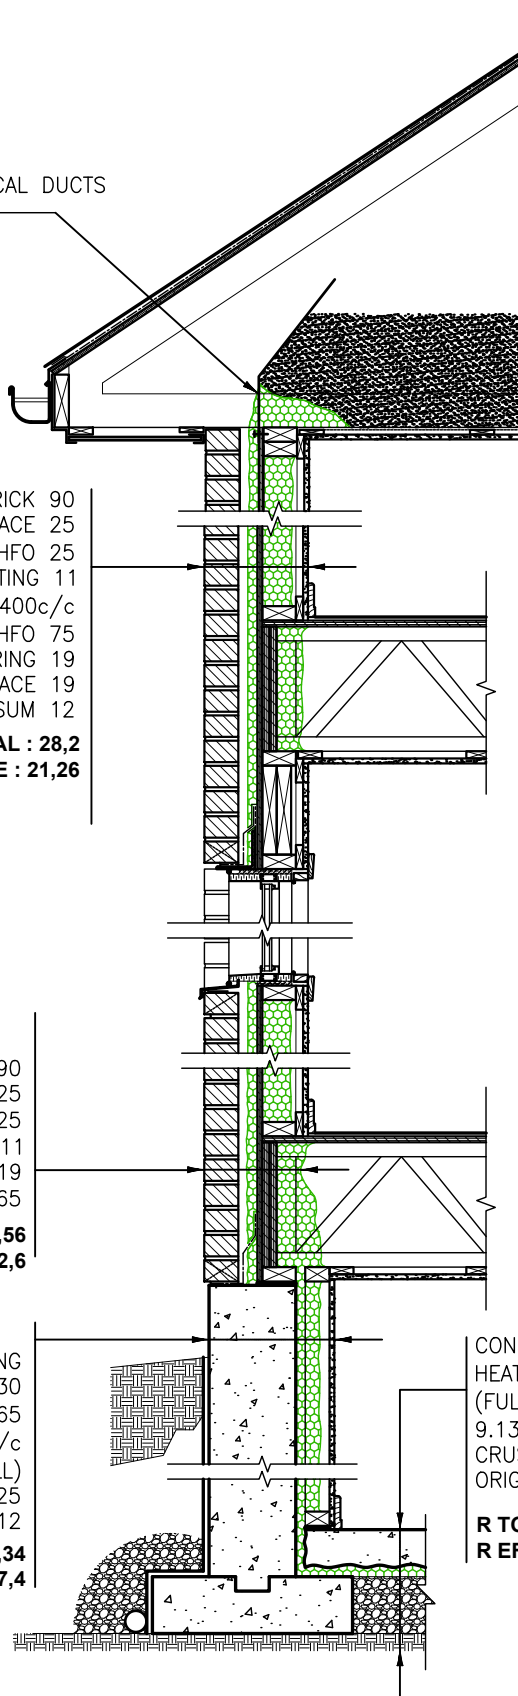 CAL DUCTS
RICK 90
ACE 25
HFO 25
TING 11
400c/c
HFO 75
RING 19
ACE 19
SUM 12
AL : 28,2
E : 21,26
90
25
25
11
19
65
,56
2,6
NG
30
65
/c
LL)
25
12
,34
7,4
CON
HEAT
(FUL
9.13
CRUS
ORIG
R TO
R EF